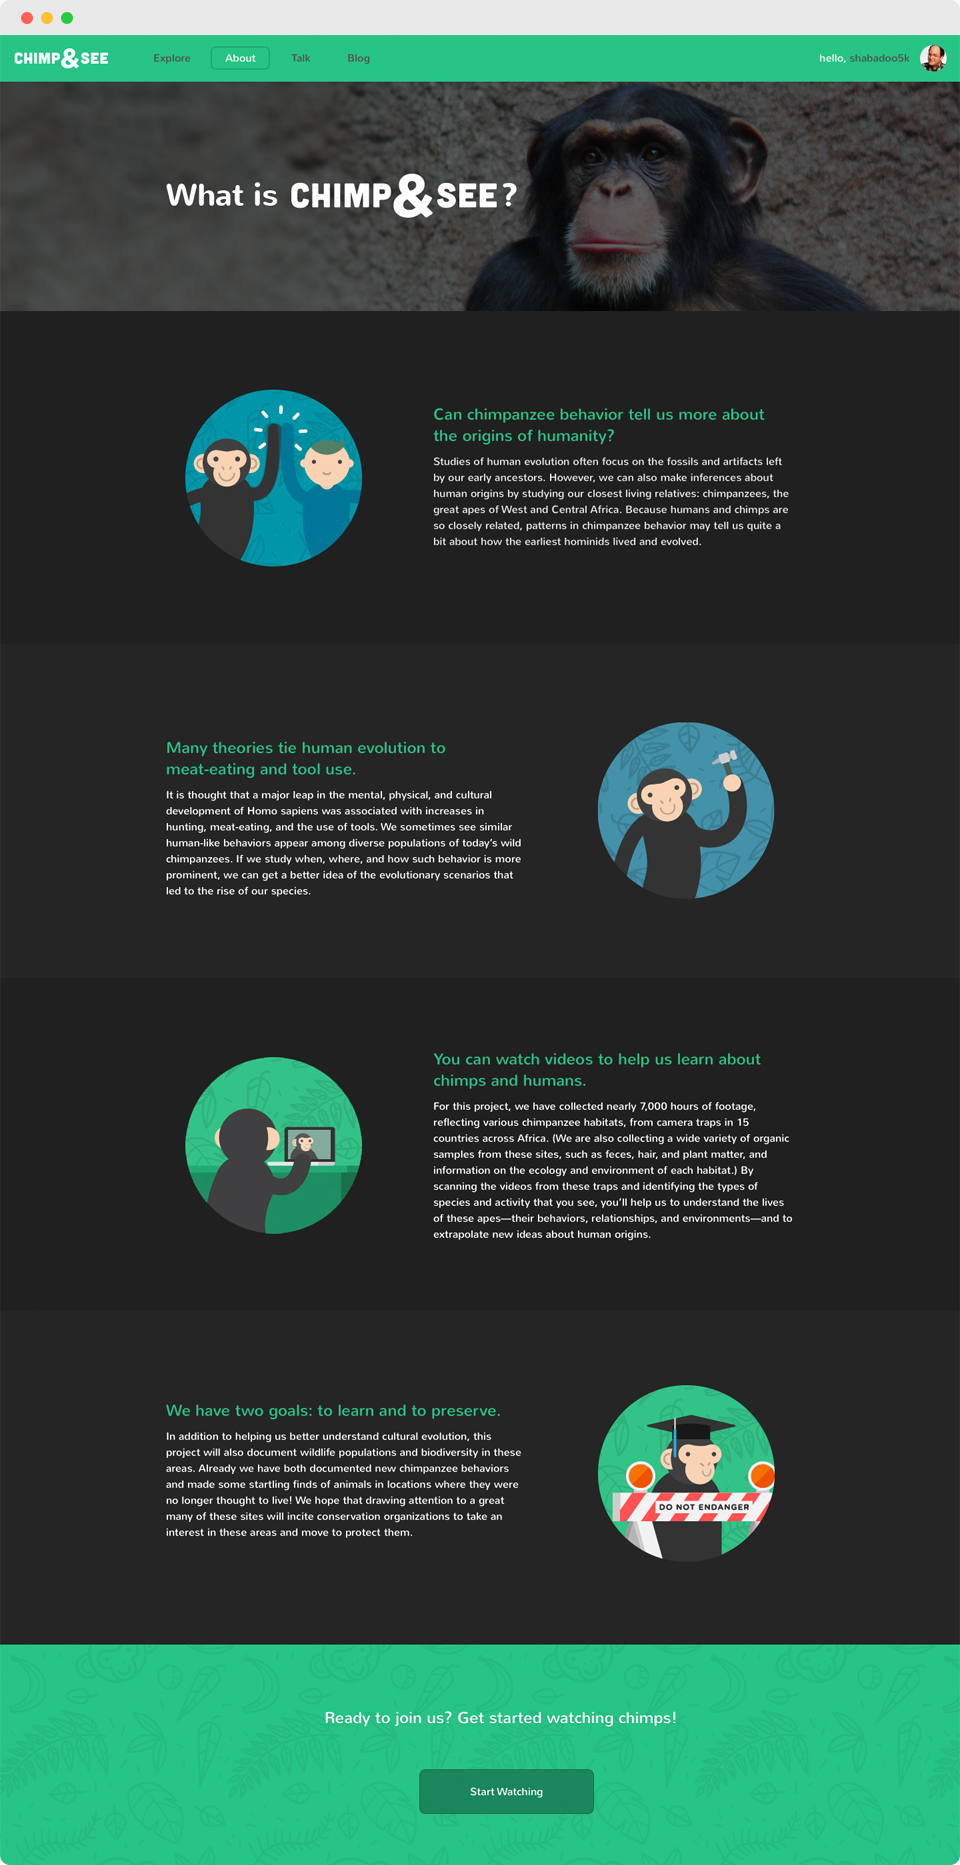 CHIMP&SEE Explore About Talk Blog hello, shabadoo5k
What is CHIMP&SEE?
Can chimpanzee behavior tell us more about
the origins of humanity?
Studies of human evolution often focus on the fossils and artifacts left
by our early ancestors. However, we can also make inferences about
human origins by studying our closest living relatives: chimpanzees, the
great apes of West and Central Africa. Because humans and chimps are
so closely related, patterns in chimpanzee behavior may tell us quite a
bit about how the earliest hominids lived and evolved.
Many theories tie human evolution to
meat-eating and tool use.
It is thought that a major leap in the mental, physical, and cultural
development of Homo sapiens was associated with increases in
hunting, meat-eating, and the use of tools. We sometimes see similar
human-like behaviors appear among diverse populations of today's wild
chimpanzees. If we study when, where, and how such behavior is more
prominent, we can get a better idea of the evolutionary scenarios that
led to the rise of our species.
You can watch videos to help us learn about
chimps and humans.
For this project, we have collected nearly 7,000 hours of footage,
reflecting various chimpanzee habitats, from camera traps in 15
countries across Africa. (We are also collecting a wide variety of organic
samples from these sites, such as feces, hair, and plant matter, and
information on the ecology and environment of each habitat.) By
scanning the videos from these traps and identifying the types of
species and activity that you see, you'll help us to understand the lives
of these apes—their behaviors, relationships, and environments—and to
extrapolate new ideas about human origins.
We have two goals: to learn and to preserve.
In addition to helping us better understand cultural evolution, this
project will also document wildlife populations and biodiversity in these
areas. Already we have both documented new chimpanzee behaviors
and made some startling finds of animals in locations where they were
no longer thought to live! We hope that drawing attention to a great
many of these sites will incite conservation organizations to take an
interest in these areas and move to protect them.
DO NOT ENDANGER
Ready to join us? Get started watching chimps!
Start Watching